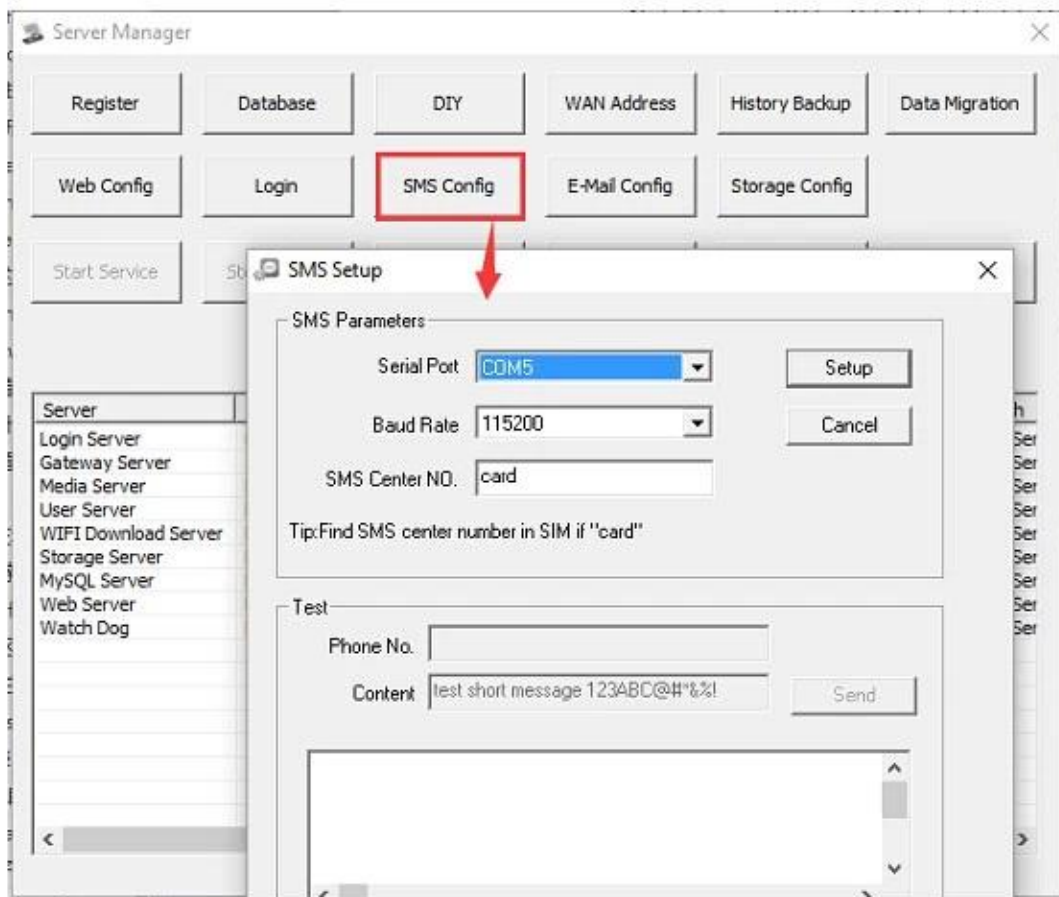 Server Manager
Register Database DIY WAN Address History Backup Data Migration
Web Config Login SMS Config E-Mail Config Storage Config
Start Service
SMS Setup
SMS Parameters
Serial Port COM5 Setup
Baud Rate 115200 Cancel
SMS Center NO. card
Tip:Find SMS center number in SIM if "card"
Server
Login Server
Gateway Server
Media Server
User Server
WIFI Download Server
Storage Server
MySQL Server
Web Server
Watch Dog
Test
Phone No.
Content test short message 123ABC@#*&%! Send